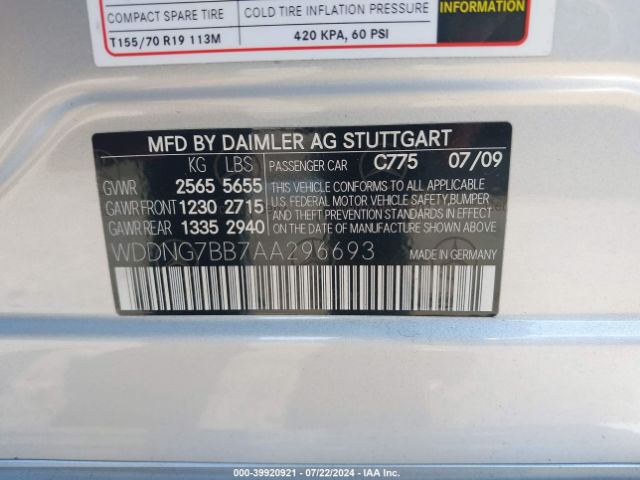 COMPACT SPARE TIRE COLD TIRE INFLATION PRESSURE
T155/70 R19 113M 420 KPA, 60 PSI
INFORMATION
MFD BY DAIMLER AG STUTTGART
KG LBS PASSENGER CAR C775 07/09
GVWR 2565 5655 THIS VEHICLE CONFORMS TO ALL APPLICABLE
GAWR FRONT 1230 2715 U.S. FEDERAL MOTOR VEHICLE SAFETY,BUMPER
GAWR REAR 1335 2940 AND THEFT PREVENTION STANDARDS IN EFFECT
ON THE DATE OF MANUFACTURE SHOWN ABOVE.
WDDNG7BB7AA296693 MADE IN GERMANY
000-39920921 - 07/22/2024 - IAA Inc.